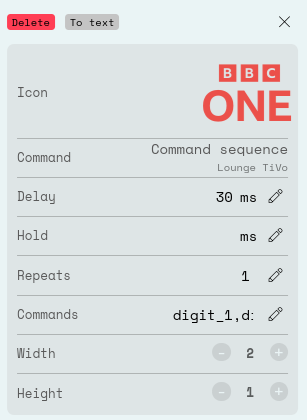 Delete To text
Icon BBC
ONE
Command Command sequence
Lounge TiVo
Delay 30 ms
Hold ms
Repeats 1
Commands digit_1,d:
Width - 2 +
Height - 1 +